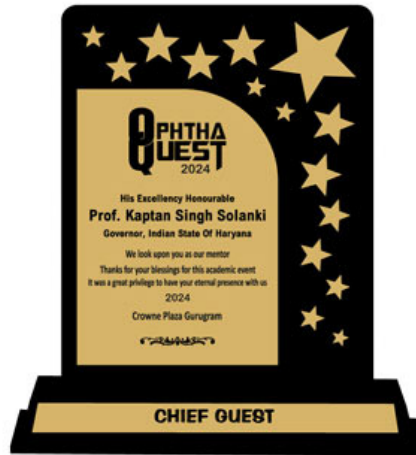 OPHTHA
QUEST
2024
His Excellency Honourable
Prof. Kaptan Singh Solanki
Governor, Indian State Of Haryana
We look upon you as our mentor
Thanks for your blessings for this academic event
It was a great privilege to have your eternal presence with us
2024
Crowne Plaza Gurugram
CHIEF GUEST